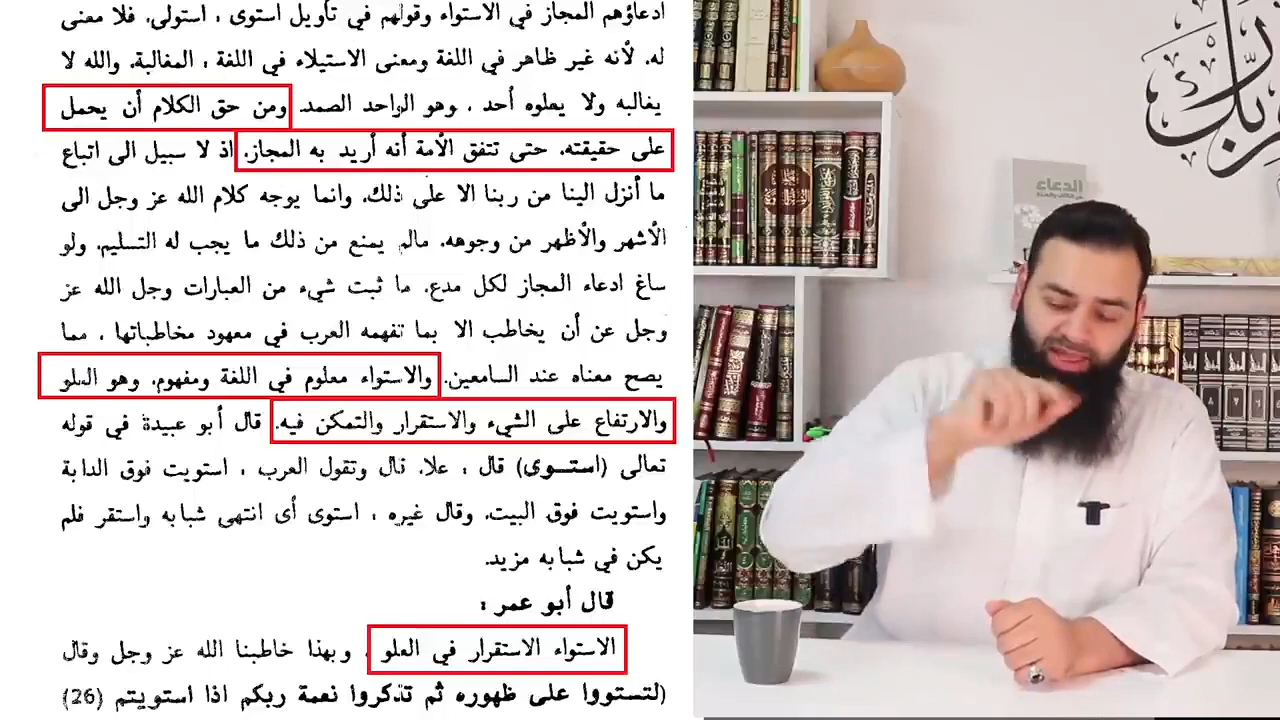 ادعاؤهم المجاز في الاستواء وقولهم في تأويل استوى ، استولى. فلا معنى
له. لأنه غير ظاهر في اللغة ومعنى الاستيلاء في اللغة ، المغالبة. والله لا
يغالبه ولا يعلوه أحد ، وهو الواحد الصمد. ومن حق الكلام أن يحمل
على حقيقته. حتى تتفق الأمة أنه أريد به المجاز. اذ لا سبيل الى اتباع
ما أنزل الينا من ربنا الا على ذلك، وانما يوجه كلام الله عز وجل الى
الأشهر والأظهر من وجوهه. مالم يمنع من ذلك ما يجب له التسليم. ولو
ساغ ادعاء المجاز لكل مدع. ما ثبت شيء من العبارات وجل الله عز
وجل عن أن يخاطب الا بما تفهمه العرب في معهود مخاطباتها ، مما
يصح معناه عند السامعين. والاستواء معلوم في اللغة ومفهوم. وهو العلو
والارتفاع على الشيء والاستقرار والتمكن فيه. قال أبو عبيدة في قوله
تعالى (استــوى) قال ؛ علا. قال وتقول العرب ، استويت فوق الدابة
واستويت فوق البيت. وقال غيره ، استوى أى انتهى شبابه واستقر فلم
يكن في شبابه مزيد.
قال أبو عمر :
الاستواء الاستقرار في العلو ، وبهذا خاطبنا الله عز وجل وقال
(لتستووا على ظهوره ثم تذكروا نعمة ربكم اذا استويتم (26)
الدعاء